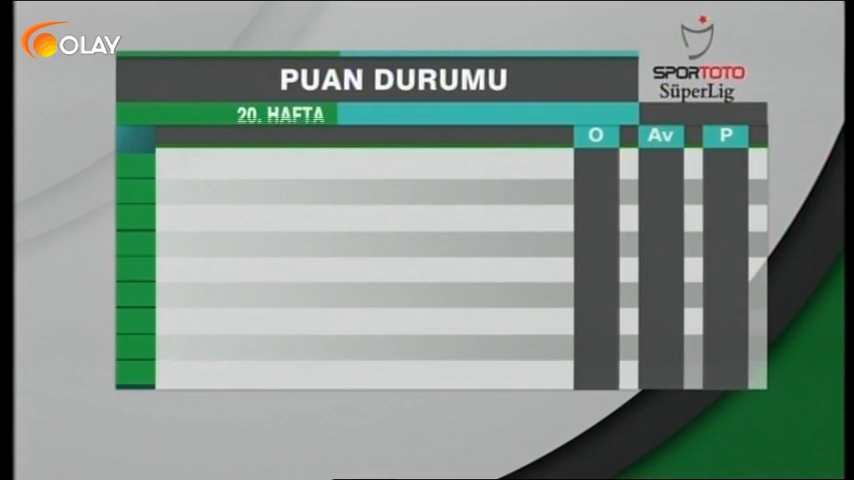 OLAY
PUAN DURUMU
SPORTOTO
SüperLig
20. HAFTA
O Av P